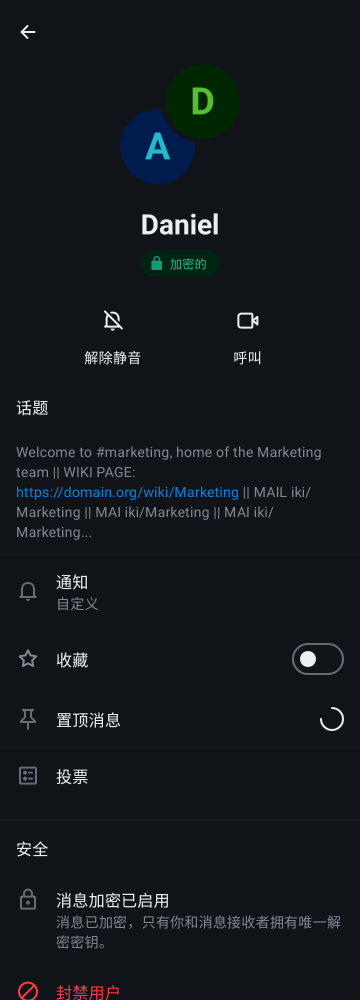 D
A
Daniel
加密的
解除静音
呼叫
话题
Welcome to #marketing, home of the Marketing
team || WIKI PAGE:
https://domain.org/wiki/Marketing || MAIL iki/
Marketing || MAI iki/Marketing || MAI iki/
Marketing...
通知
自定义
收藏
置顶消息
投票
安全
消息加密已启用
消息已加密，只有你和消息接收者拥有唯一解
密密钥。
封禁用户